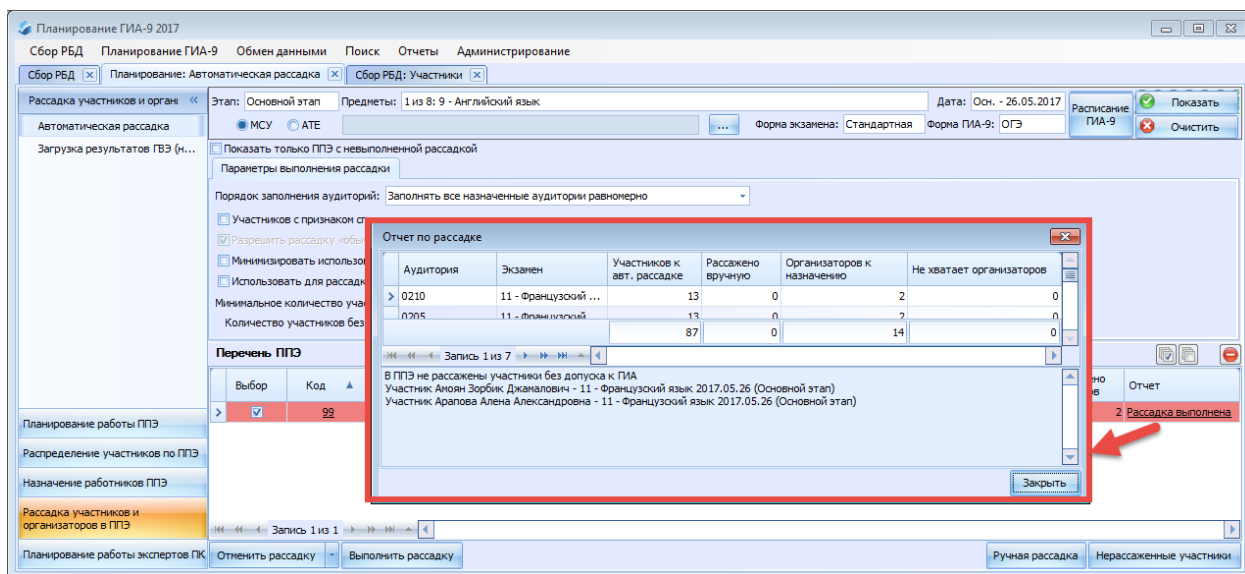 Планирование ГИА-9 2017
Сбор РБД Планирование ГИА-9 Обмен данными Поиск Отчеты Администрирование
Сбор РБД Планирование: Автоматическая рассадка Сбор РБД: Участники
Рассадка участников и орган
Автоматическая рассадка
Загрузка результатов ГВЭ (н...
Этап: Основной этап Предметы: 1 из 8: 9 - Английский язык Дата: Осн. - 26.05.2017
МСУ АТЕ ... Форма экзамена: Стандартная Форма ГИА-9: ОГЭ
Расписание ГИА-9
Показать
Очистить
Показать только ППЭ с невыполненной рассадкой
Параметры выполнения рассадки
Порядок заполнения аудиторий: Заполнять все назначенные аудитории равномерно
Участников с признаком
Разрешить рассадку
Минимизировать
Использовать для
Минимальное количество
Количество участников без
Отчет по рассадке
Аудитория Экзамен Участников к авт. рассадке Рассажено вручную Организаторов к назначению Не хватает организаторов
0210 11 - Французский ... 13 0 2 0
0205 11 - Французский 13 0 2 0
87 0 14 0
Запись 1 из 7
В ППЭ не рассажены участники без допуска к ГИА
Участник Амоян Зорбик Джамалович - 11 - Французский язык 2017.05.26 (Основной этап)
Участник Арапова Алена Александровна - 11 - Французский язык 2017.05.26 (Основной этап)
Закрыть
Перечень ППЭ
Выбор Код Отчет
99 2 Рассадка выполнена
Планирование работы ППЭ
Распределение участников по ППЭ
Назначение работников ППЭ
Рассадка участников и
организаторов в ППЭ
Планирование работы экспертов ПК
Запись 1 из 1
Отменить рассадку Выполнить рассадку Ручная рассадка Нерассаженные участники